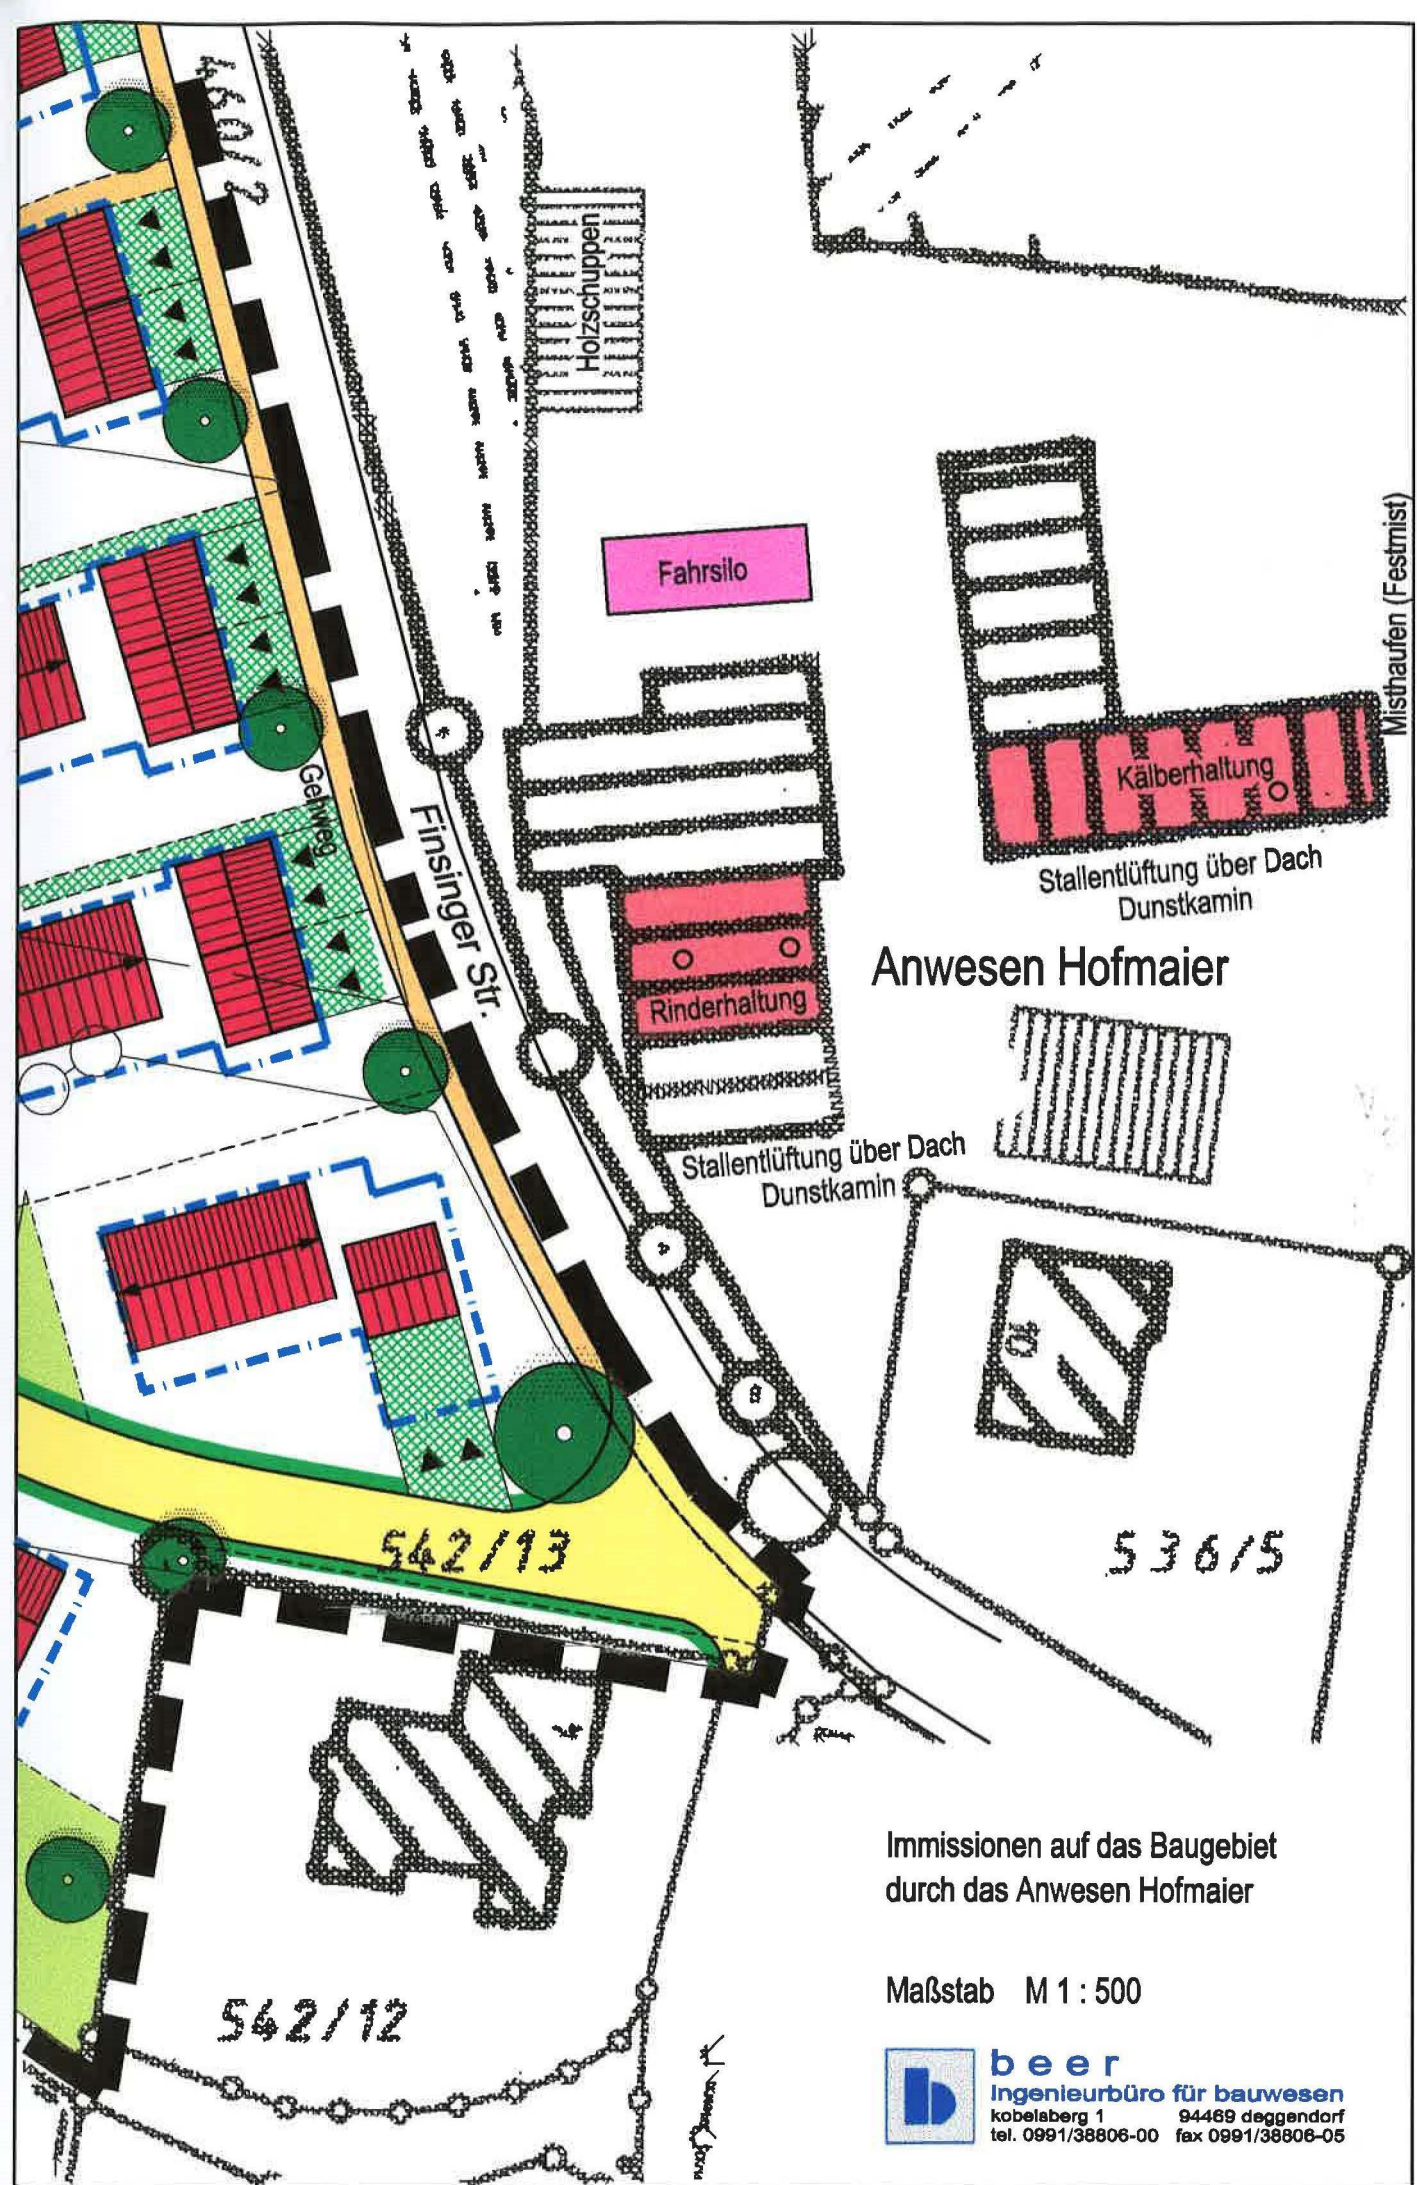 Holzschuppen
Fahrsilo
Misthaufen (Festmist)
Kälberhaltung
Gehweg
Finsinger Str.
Stallentlüftung über Dach
Dunstkamin
Anwesen Hofmaier
Rinderhaltung
Stallentlüftung über Dach
Dunstkamin
542/13
536/5
542/12
Immissionen auf das Baugebiet
durch das Anwesen Hofmaier
Maßstab M 1 : 500
b
beer
ingenieurbüro für bauwesen
kobelsberg 1 94469 deggendorf
tel. 0991/38806-00 fax 0991/38806-05